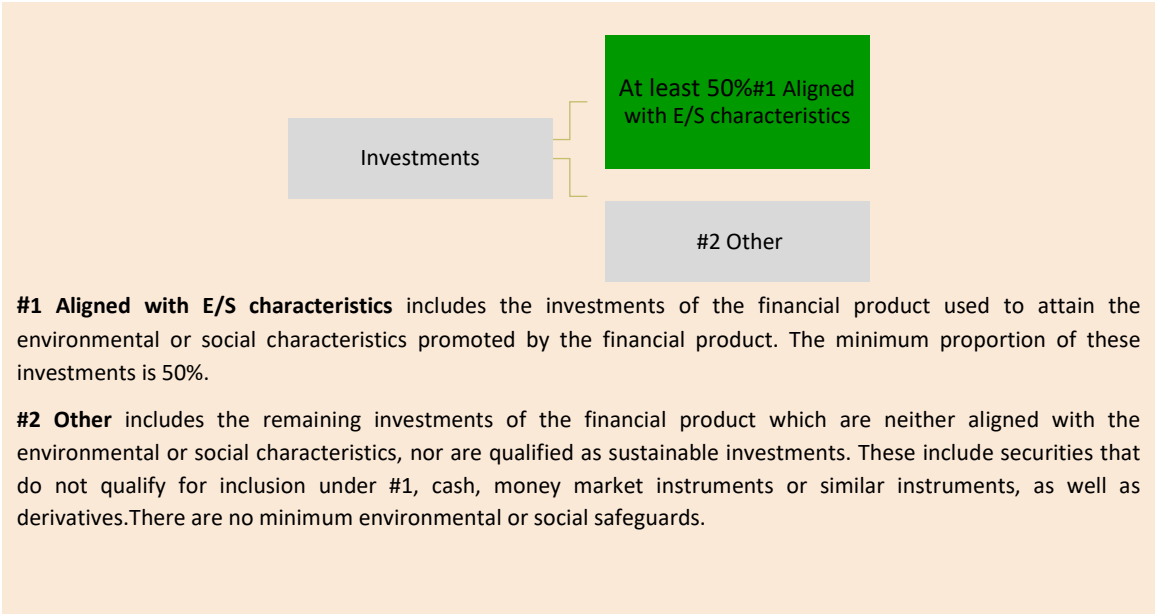 At least 50%#1 Aligned
with E/S characteristics
Investments
#2 Other
#1 Aligned with E/S characteristics includes the investments of the financial product used to attain the
environmental or social characteristics promoted by the financial product. The minimum proportion of these
investments is 50%.
#2 Other includes the remaining investments of the financial product which are neither aligned with the
environmental or social characteristics, nor are qualified as sustainable investments. These include securities that
do not qualify for inclusion under #1, cash, money market instruments or similar instruments, as well as
derivatives.There are no minimum environmental or social safeguards.